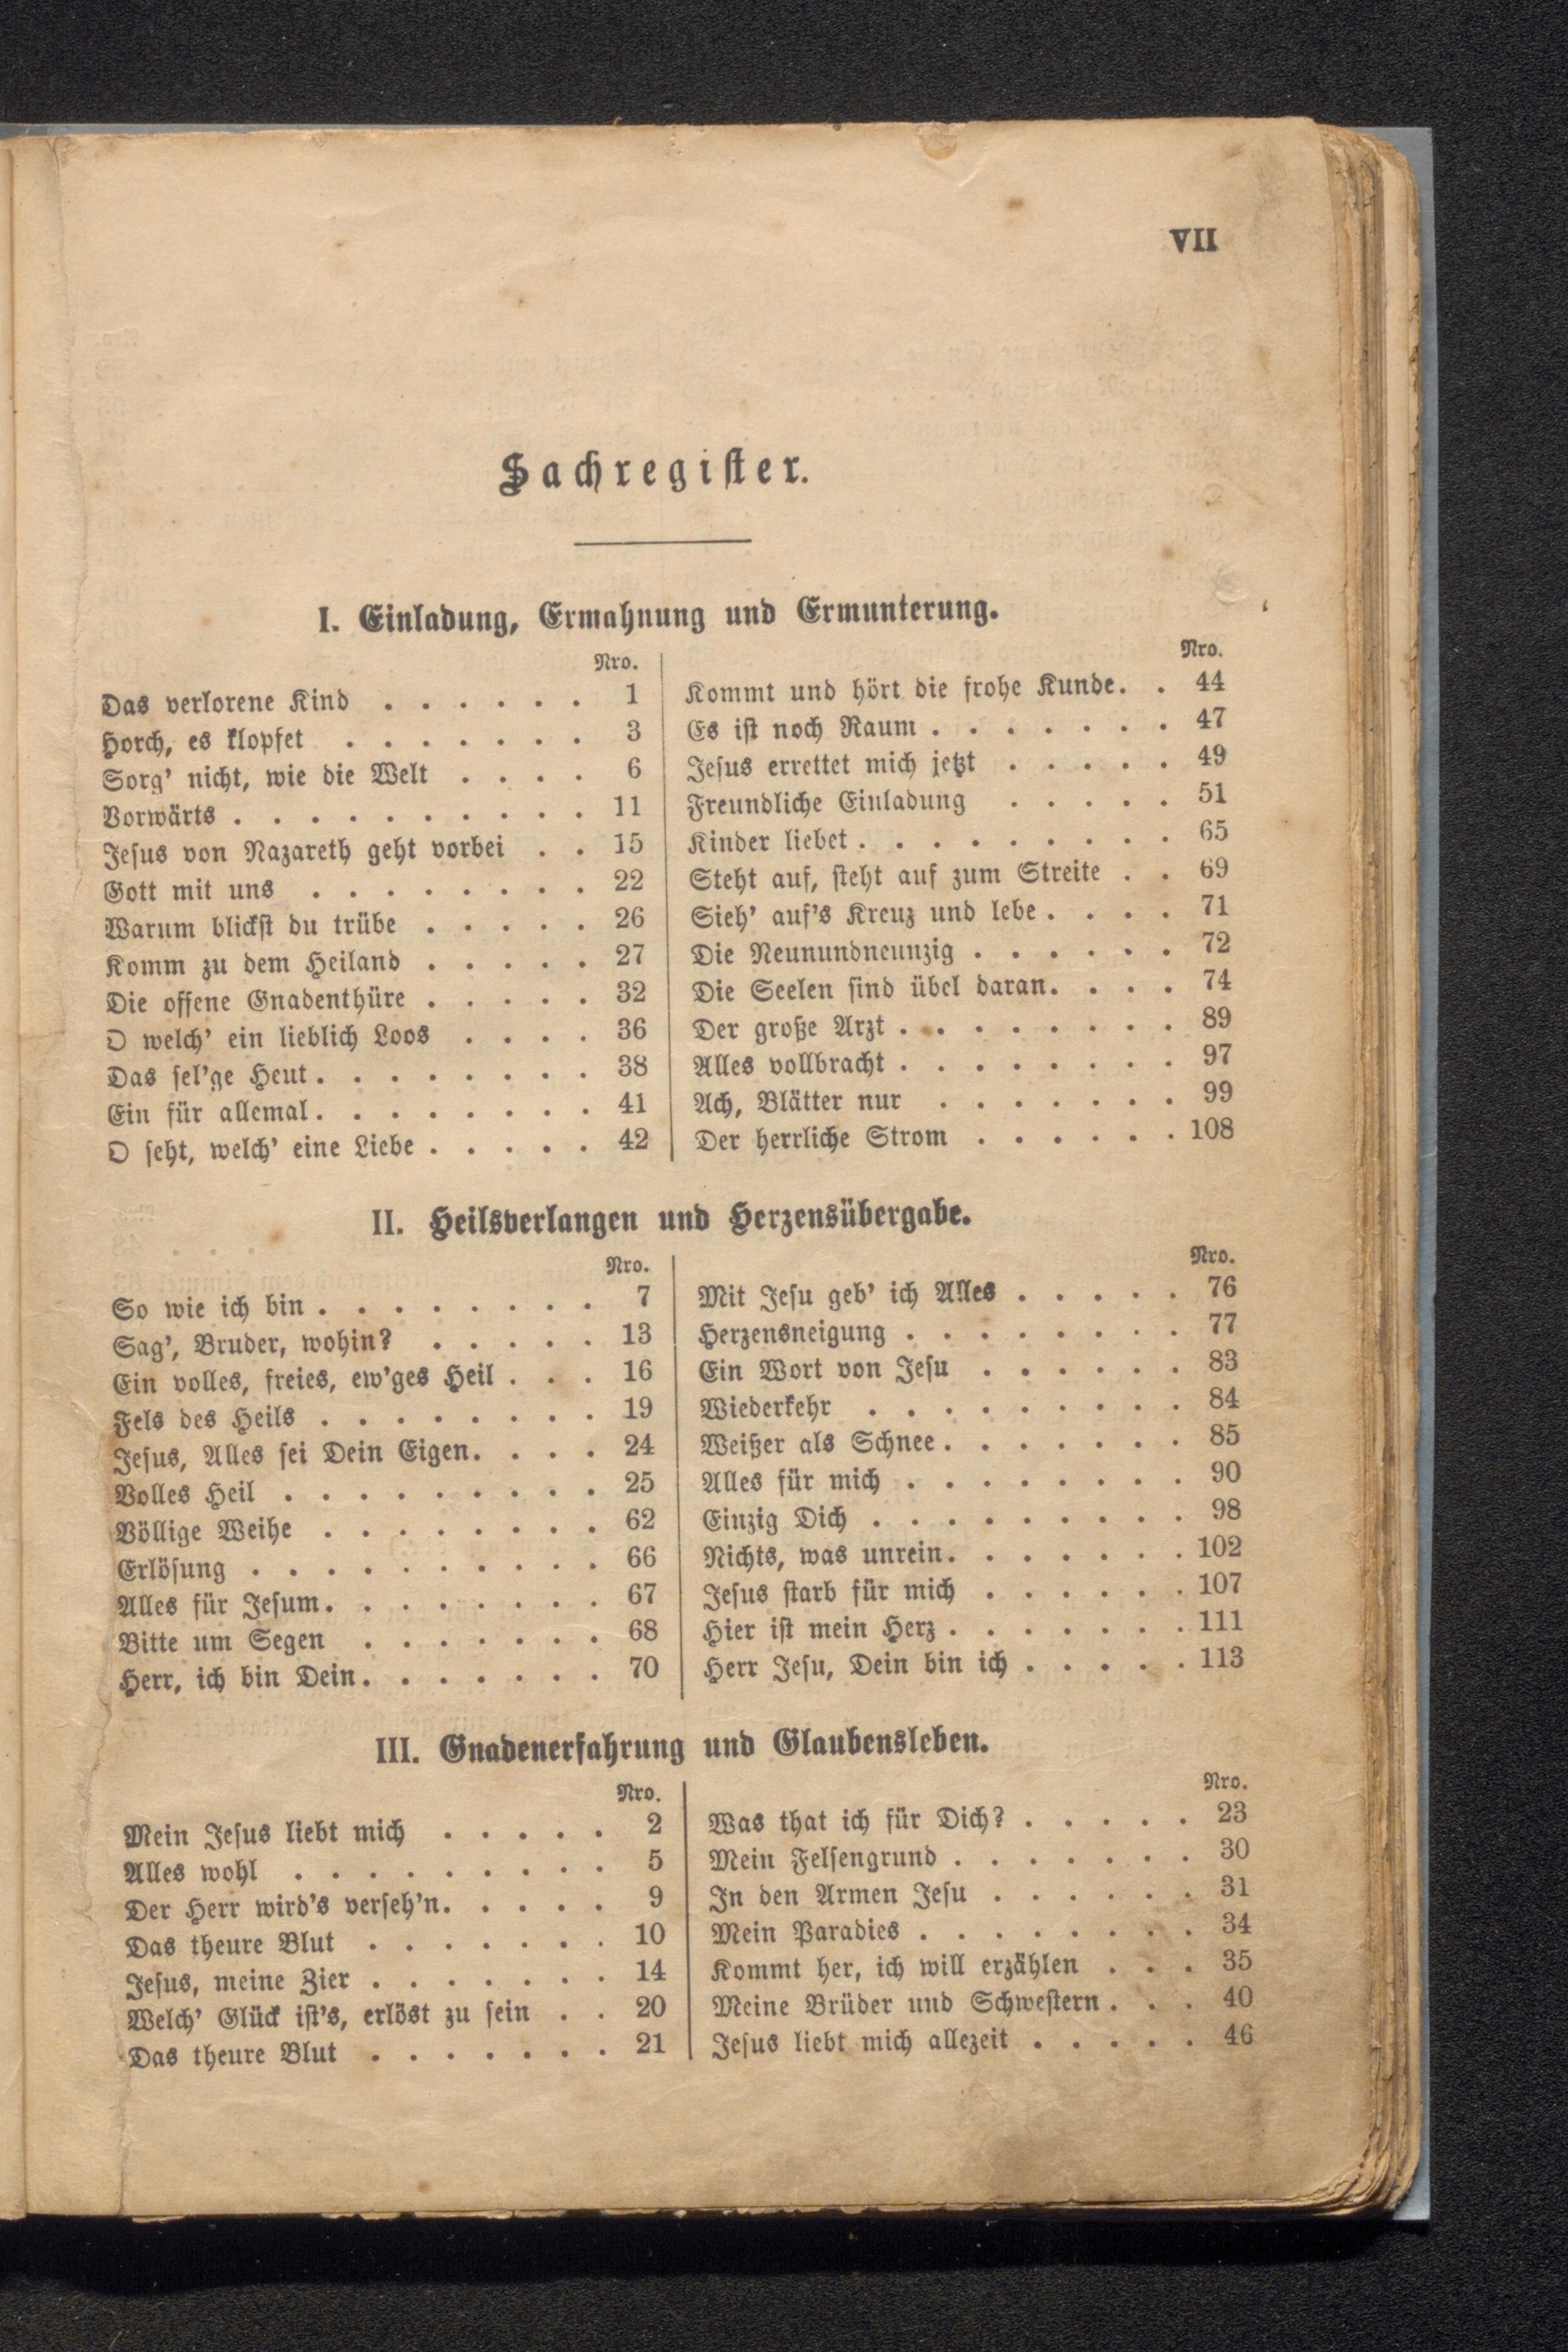 VII
Sachregister.
I. Einladung, Ermahnung und Ermunterung.
Nro.
Das verlorene Kind . . . . . . 1
Horch, es klopfet . . . . . . . 3
Sorg' nicht, wie die Welt . . . . 6
Vorwärts . . . . . . . . . . 11
Jesus von Nazareth geht vorbei . . 15
Gott mit uns . . . . . . . . 22
Warum blickst du trübe . . . . . 26
Komm zu dem Heiland . . . . . 27
Die offene Gnadenthüre . . . . . 32
O welch' ein lieblich Loos . . . . 36
Das sel'ge Heut . . . . . . . . 38
Ein für allemal . . . . . . . . 41
O seht, welch' eine Liebe . . . . . 42
Nro.
Kommt und hört die frohe Kunde. . 44
Es ist noch Raum . . . . . . . 47
Jesus errettet mich jetzt . . . . . 49
Freundliche Einladung . . . . . 51
Kinder liebet . . . . . . . . . 65
Steht auf, steht auf zum Streite . . 69
Sieh' auf's Kreuz und lebe . . . . 71
Die Neunundneunzig . . . . . . 72
Die Seelen sind übel daran. . . . 74
Der große Arzt . . . . . . . . 89
Alles vollbracht . . . . . . . . 97
Ach, Blätter nur . . . . . . . 99
Der herrliche Strom . . . . . . 108
II. Heilsverlangen und Herzensübergabe.
Nro.
So wie ich bin . . . . . . . . 7
Sag', Bruder, wohin? . . . . . 13
Ein volles, freies, ew'ges Heil . . . 16
Fels des Heils . . . . . . . . 19
Jesus, Alles sei Dein Eigen. . . . 24
Volles Heil . . . . . . . . . 25
Völlige Weihe . . . . . . . . 62
Erlösung . . . . . . . . . . 66
Alles für Jesum. . . . . . . . 67
Bitte um Segen . . . . . . . 68
Herr, ich bin Dein. . . . . . . 70
Nro.
Mit Jesu geb' ich Alles . . . . . 76
Herzensneigung . . . . . . . . 77
Ein Wort von Jesu . . . . . . 83
Wiederkehr . . . . . . . . . 84
Weißer als Schnee. . . . . . . 85
Alles für mich . . . . . . . . 90
Einzig Dich . . . . . . . . . 98
Nichts, was unrein. . . . . . . 102
Jesus starb für mich . . . . . . 107
Hier ist mein Herz . . . . . . . 111
Herr Jesu, Dein bin ich . . . . . 113
III. Gnadenerfahrung und Glaubensleben.
Nro.
Mein Jesus liebt mich . . . . . 2
Alles wohl . . . . . . . . . 5
Der Herr wird's verseh'n. . . . . 9
Das theure Blut . . . . . . . 10
Jesus, meine Zier . . . . . . . 14
Welch' Glück ist's, erlöst zu sein . . 20
Das theure Blut . . . . . . . 21
Nro.
Was that ich für Dich? . . . . . 23
Mein Felsengrund . . . . . . . 30
In den Armen Jesu . . . . . . 31
Mein Paradies . . . . . . . . 34
Kommt her, ich will erzählen . . . 35
Meine Brüder und Schwestern . . . 40
Jesus liebt mich allezeit . . . . . 46